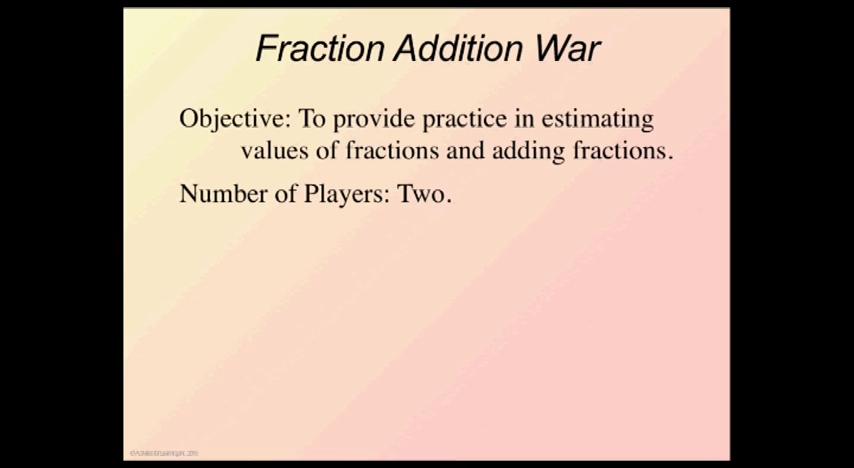 Fraction Addition War
Objective: To provide practice in estimating
values of fractions and adding fractions.
Number of Players: Two.